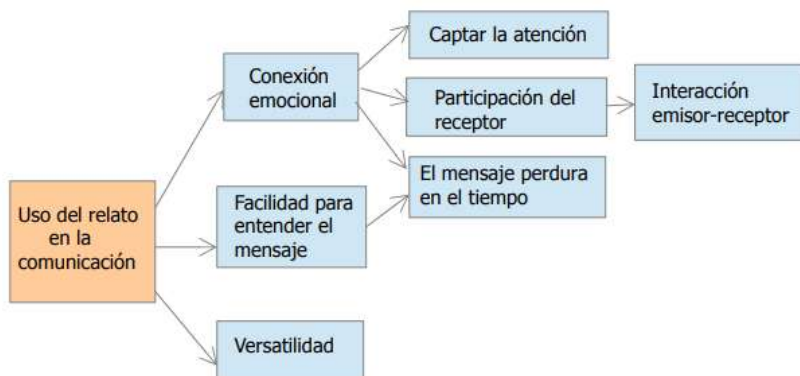 Captar la atención
Conexión
emocional
Participación del
receptor
Interacción
emisor-receptor
El mensaje perdura
en el tiempo
Uso del relato
en la
comunicación
Facilidad para
entender el
mensaje
Versatilidad